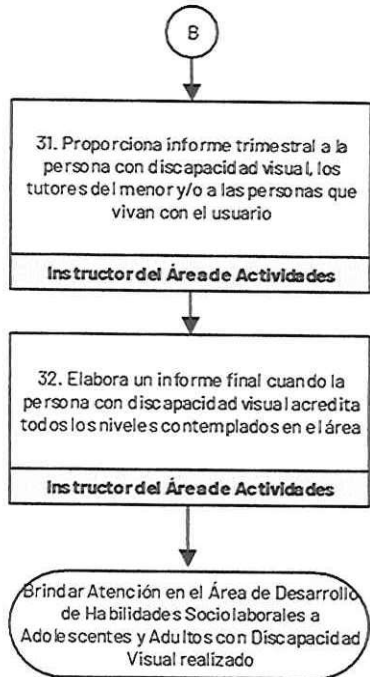 B
31. Proporciona informe trimestral a la
persona con discapacidad visual, los
tutores del menor y/o a las personas que
vivan con el usuario
Instructor del Área de Actividades
32. Elabora un informe final cuando la
persona con discapacidad visual acredita
todos los niveles contemplados en el área
Instructor del Área de Actividades
Brindar Atención en el Área de Desarrollo
de Habilidades Sociolaborales a
Adolescentes y Adultos con Discapacidad
Visual realizado